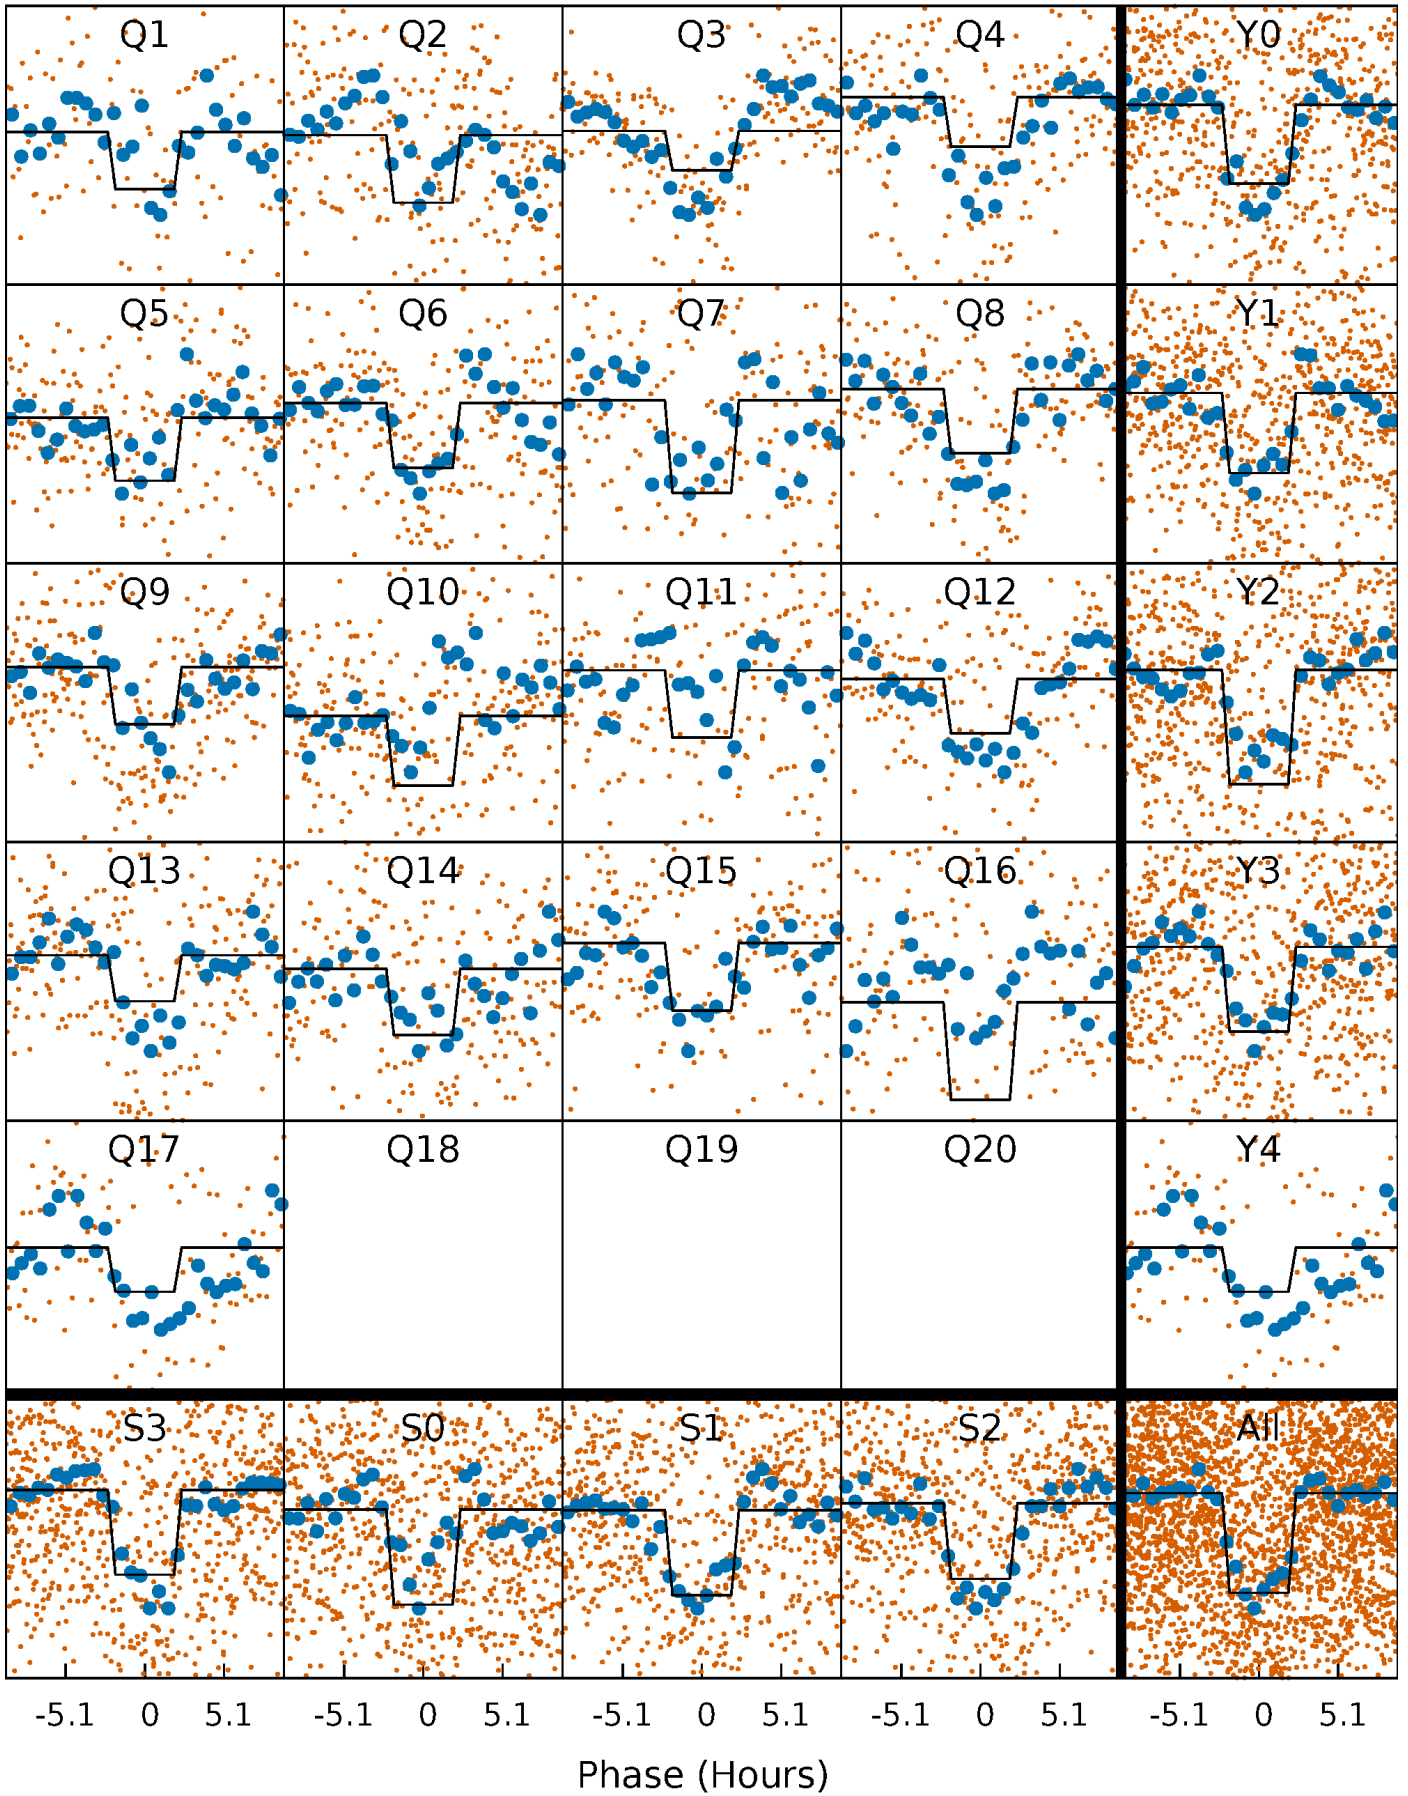 Q1 Q2 Q3 Q4 Y0
Q5 Q6 Q7 Q8 Y1
Q9 Q10 Q11 Q12 Y2
Q13 Q14 Q15 Q16 Y3
Q17 Q18 Q19 Q20 Y4
S3 S0 S1 S2 All
-5.1 0 5.1 -5.1 0 5.1 -5.1 0 5.1 -5.1 0 5.1 -5.1 0 5.1
Phase (Hours)